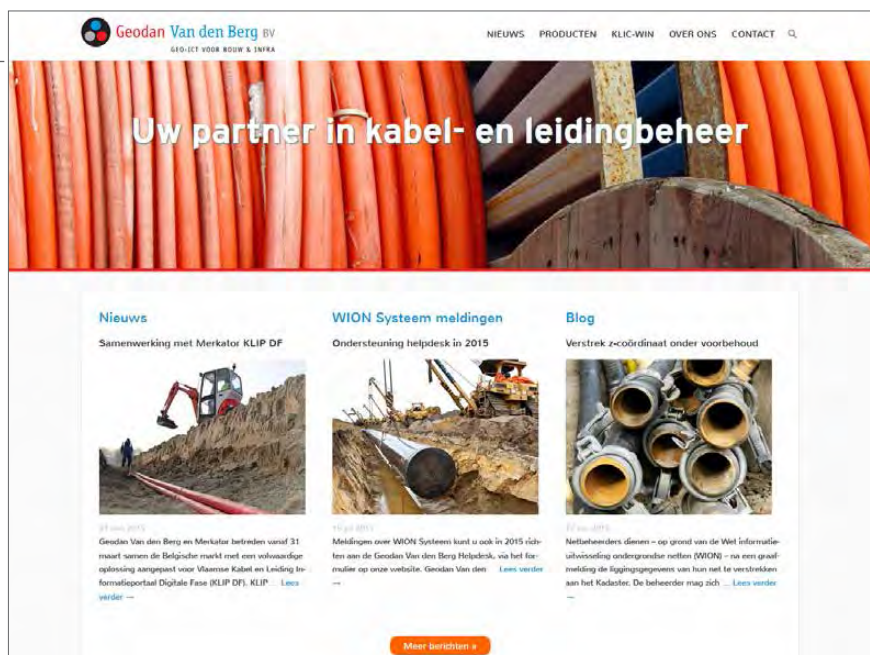 Geodan Van den Berg BV
GEO-ICT VOOR BOUW & INFRA
NIEUWS PRODUCTEN KLIC-WIN OVER ONS CONTACT
Uw partner in kabel- en leidingbeheer
Nieuws
Samenwerking met Merkator KLIP DF
2015
Geodan Van den Berg en Merkator betreden vanaf 31
maart samen de Belgische markt met een volwaardige
oplossing aangepast voor Vlaamse Kabel en Leiding In-
formatieportaal Digitale Fase (KLIP DF). KLIP ... Lees
verder →
WION Systeem meldingen
Ondersteuning helpdesk in 2015
Meldingen over WION Systeem kunt u ook in 2015 rich-
ten aan de Geodan Van den Berg Helpdesk, via het for-
mulier op onze website. Geodan Van den ... Lees verder
→
Blog
Verstrek z-coördinaat onder voorbehoud
Netbeheerders dienen – op grond van de Wet informatie-
uitwisseling ondergrondse netten (WION) – na een graaf-
melding de liggingsgegevens van hun net te verstrekken
aan het Kadaster. De beheerder mag zich ... Lees verder
→
Meer berichten »